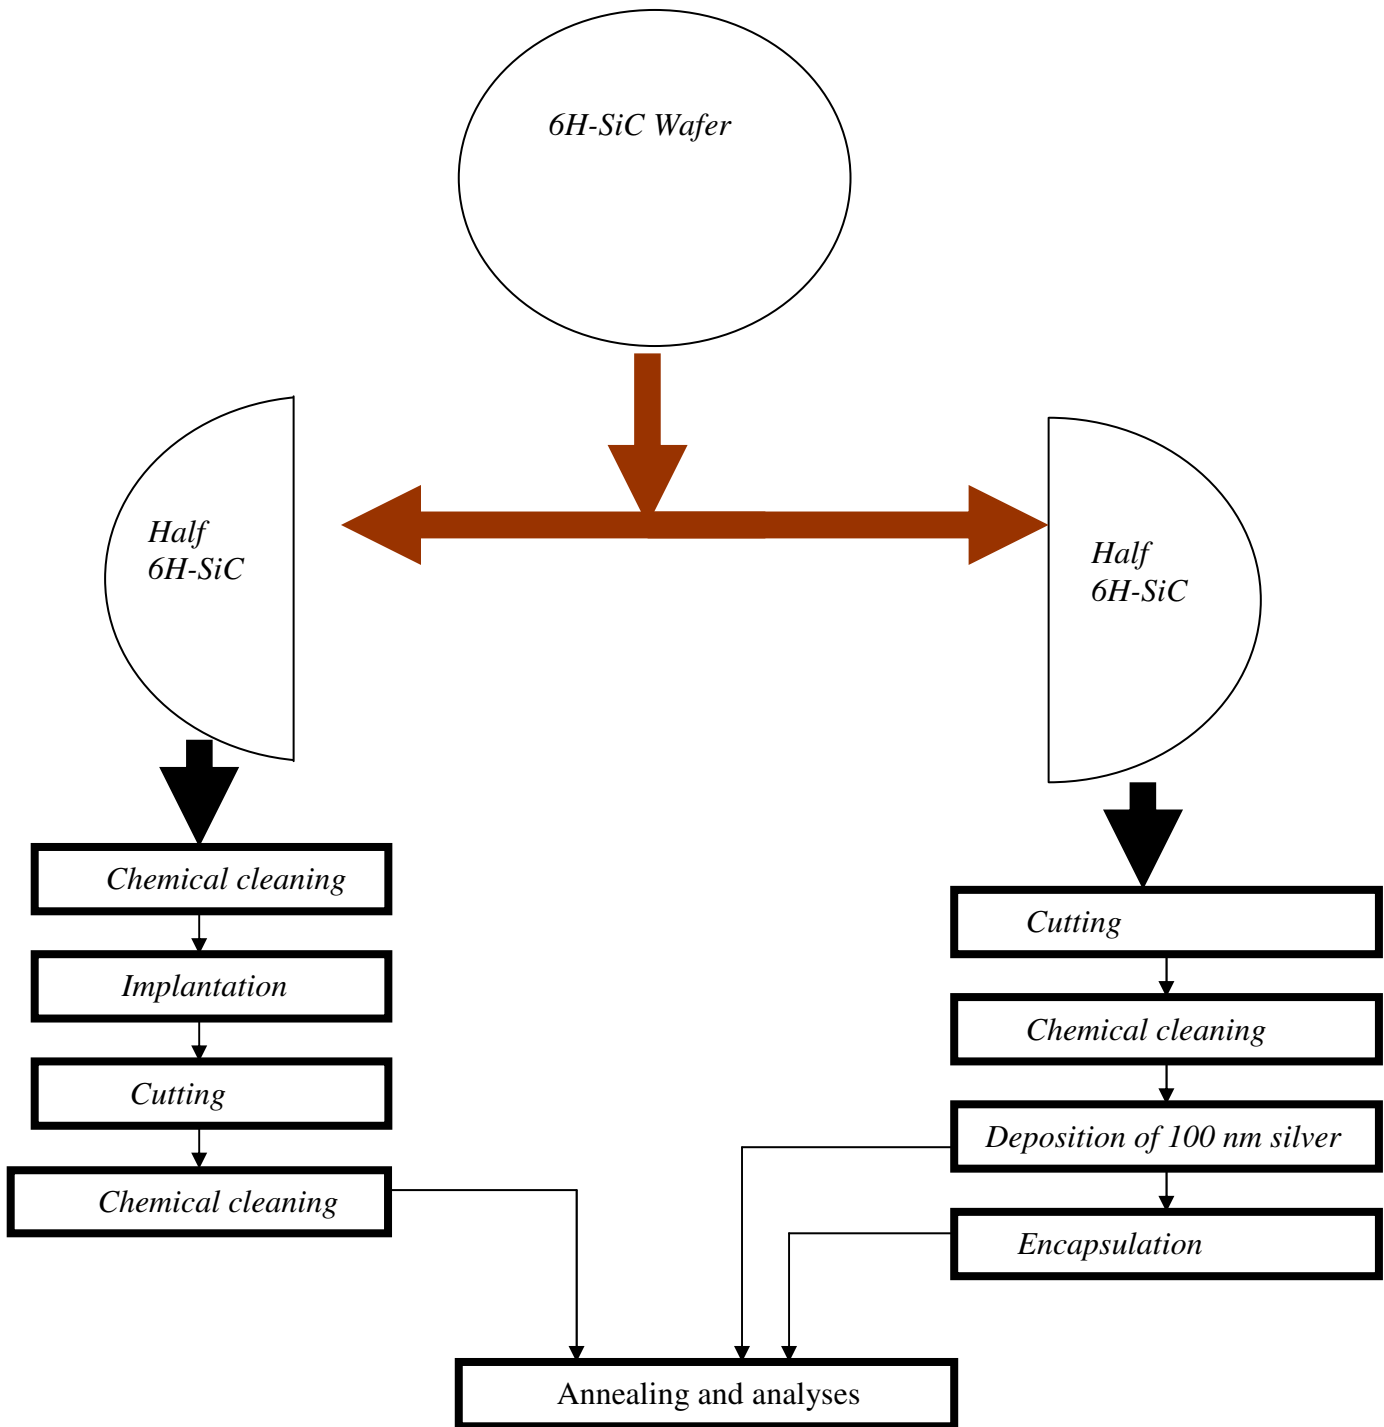 6H-SiC Wafer
Half
6H-SiC
Half
6H-SiC
Chemical cleaning
Implantation
Cutting
Chemical cleaning
Cutting
Chemical cleaning
Deposition of 100 nm silver
Encapsulation
Annealing and analyses